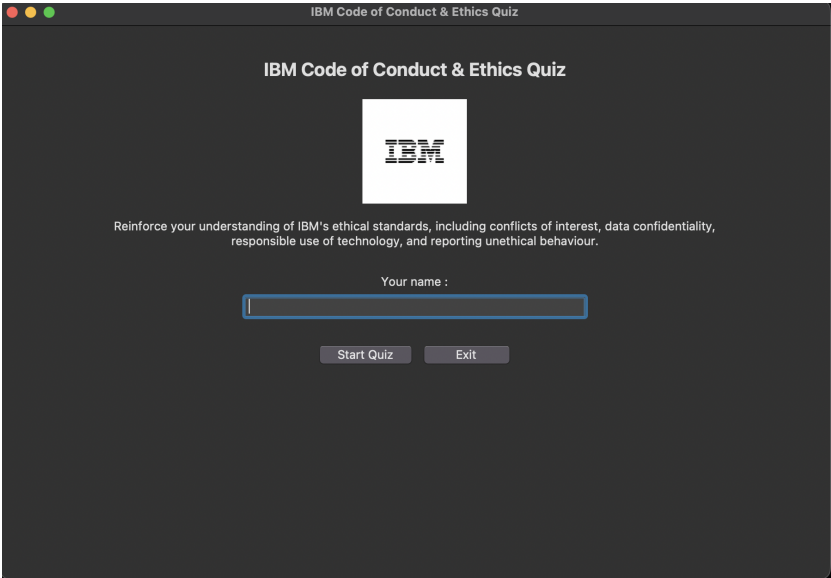 IBM Code of Conduct & Ethics Quiz
IBM Code of Conduct & Ethics Quiz
IBM
Reinforce your understanding of IBM's ethical standards, including conflicts of interest, data confidentiality,
responsible use of technology, and reporting unethical behaviour.
Your name :
Start Quiz Exit